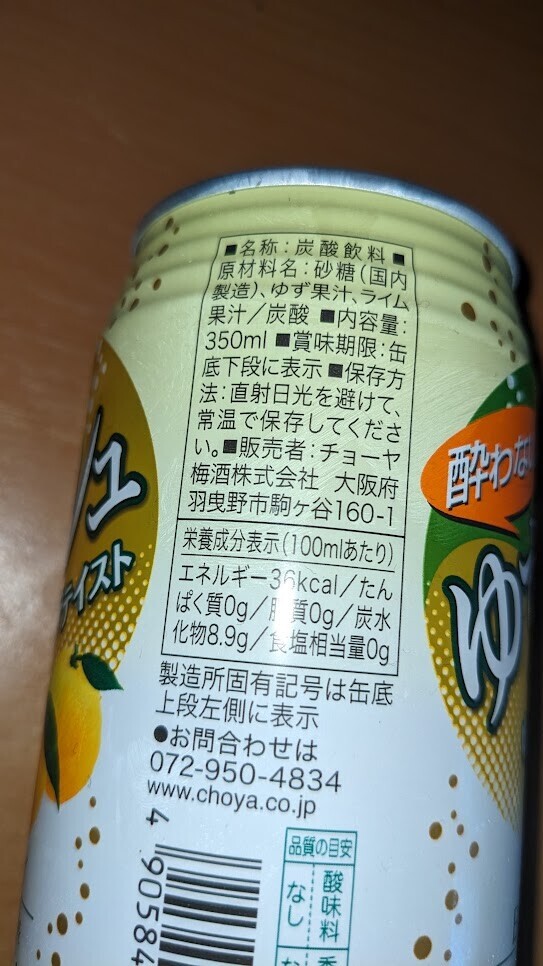 ■名称:炭酸飲料■
原材料名:砂糖(国内
製造)、ゆず果汁、ライム
果汁/炭酸 ■内容量:
350ml ■賞味期限:缶
底下段に表示 ■保存方
法:直射日光を避けて、
常温で保存してくださ
い。■販売者:チョーヤ
梅酒株式会社 大阪府
羽曳野市駒ヶ谷160-1
栄養成分表示(100mlあたり)
エネルギー36kcal/たん
ぱく質0g/脂質0g/炭水
化物8.9g/食塩相当量0g
製造所固有記号は缶底
上段左側に表示
●お問合わせは
072-950-4834
www.choya.co.jp
4 90584
品質の目安
酸味料
なし
シュ
テイスト
酔わない
ゆ